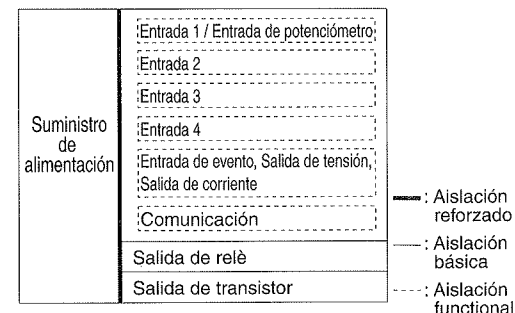 Suministro
de
alimentación
Entrada 1 / Entrada de potenciómetro
Entrada 2
Entrada 3
Entrada 4
Entrada de evento, Salida de tensión,
Salida de corriente
Comunicación
Salida de relè
Salida de transistor
: Aislación
reforzado
: Aislación
básica
: Aislación
functional